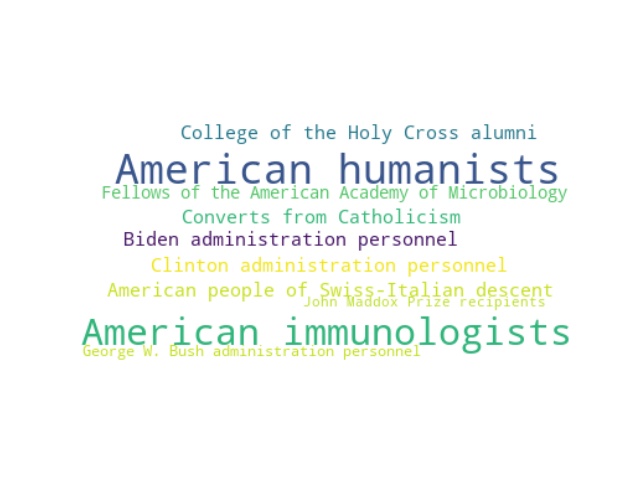 College of the Holy Cross alumni
American humanists
Fellows of the American Academy of Microbiology
Converts from Catholicism
Biden administration personnel
Clinton administration personnel
American people of Swiss-Italian descent
John Maddox Prize recipients
American immunologists
George W. Bush administration personnel